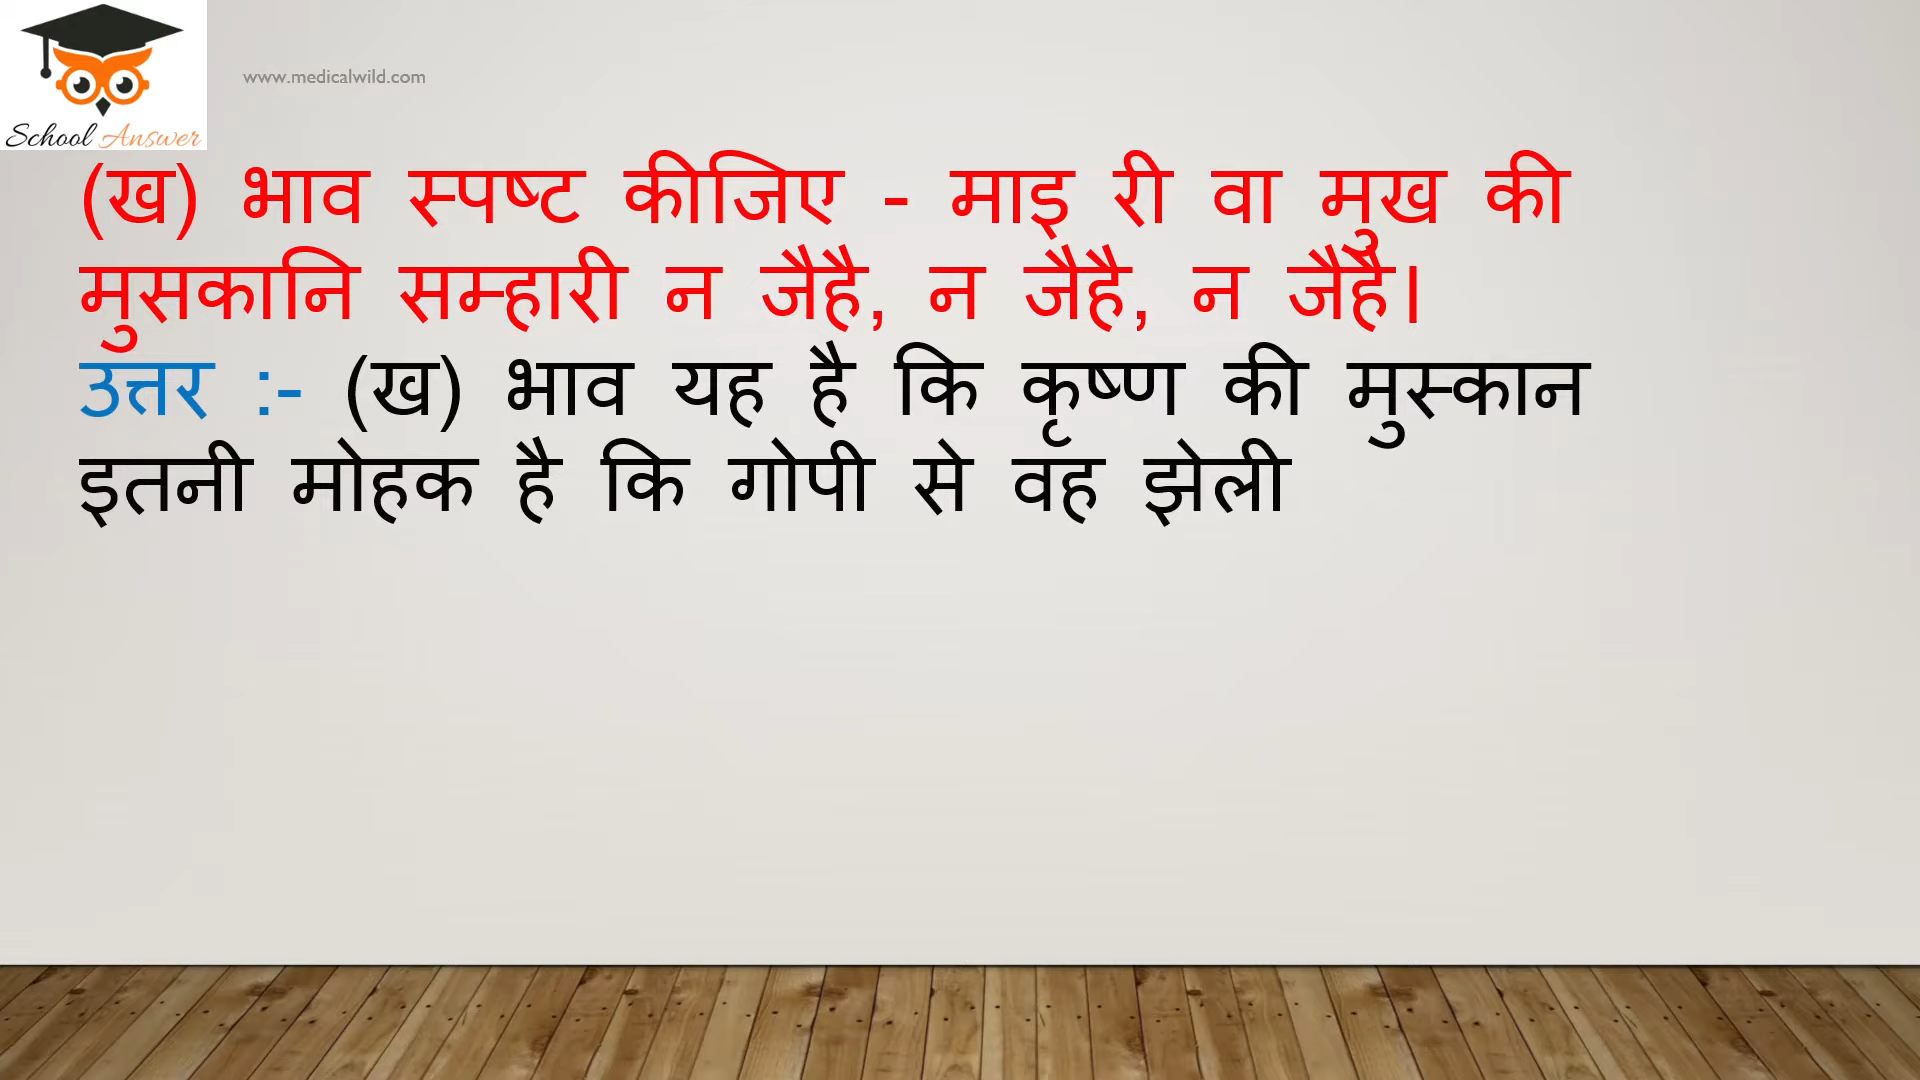 School Answer
www.medicalwild.com
(ख) भाव स्पष्ट कीजिए - माइ री वा मुख की
मुसकानि सम्हारी न जैहै, न जैहै, न जैहै।
उत्तर :- (ख) भाव यह है कि कृष्ण की मुस्कान
इतनी मोहक है कि गोपी से वह झेली